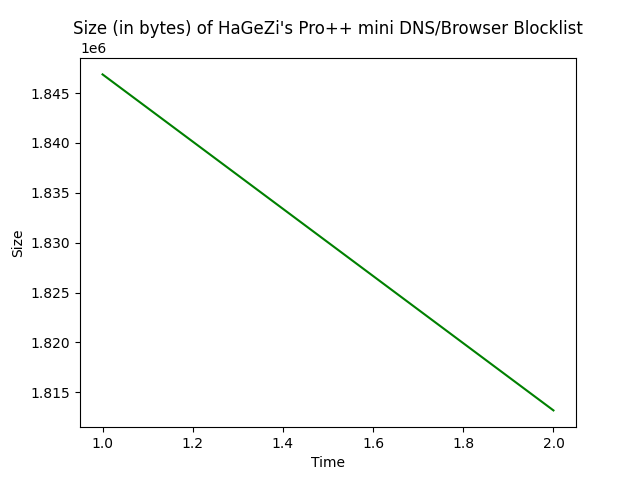 Size (in bytes) of HaGeZi's Pro++ mini DNS/Browser Blocklist
1e6
1.845
1.840
1.835
1.830
1.825
1.820
1.815
Size
1.0 1.2 1.4 1.6 1.8 2.0
Time